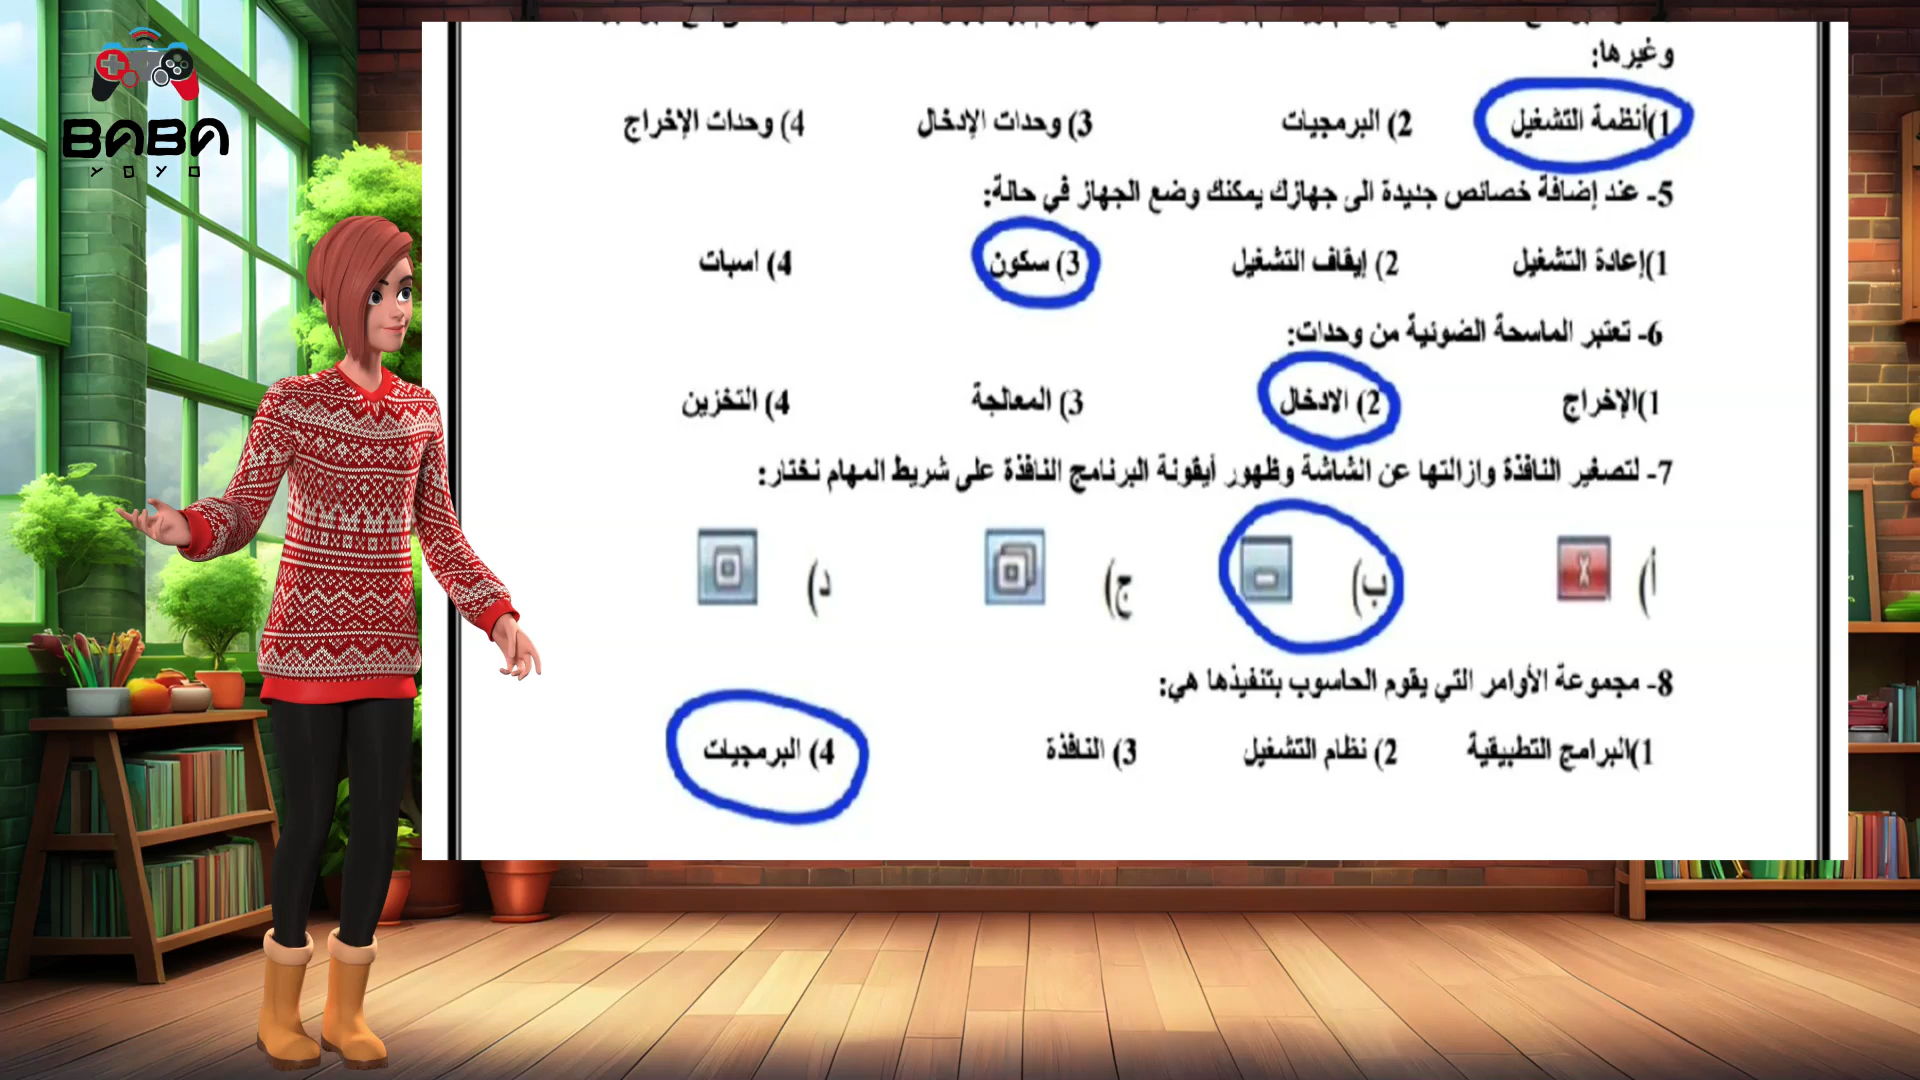 BABA
YOYO
وغيرها:
1)أنظمة التشغيل 2) البرمجيات 3) وحدات الإدخال 4) وحدات الإخراج
5- عند إضافة خصائص جديدة الى جهازك يمكنك وضع الجهاز في حالة:
1)إعادة التشغيل 2) إيقاف التشغيل 3) سكون 4) اسبات
6- تعتبر الماسحة الضوئية من وحدات:
1)الإخراج 2) الادخال 3) المعالجة 4) التخزين
7- لتصغير النافذة وازالتها عن الشاشة وظهور أيقونة البرنامج النافذة على شريط المهام نختار:
أ) ب) ج) د)
8- مجموعة الأوامر التي يقوم الحاسوب بتنفيذها هي:
1)البرامج التطبيقية 2) نظام التشغيل 3) النافذة 4) البرمجيات